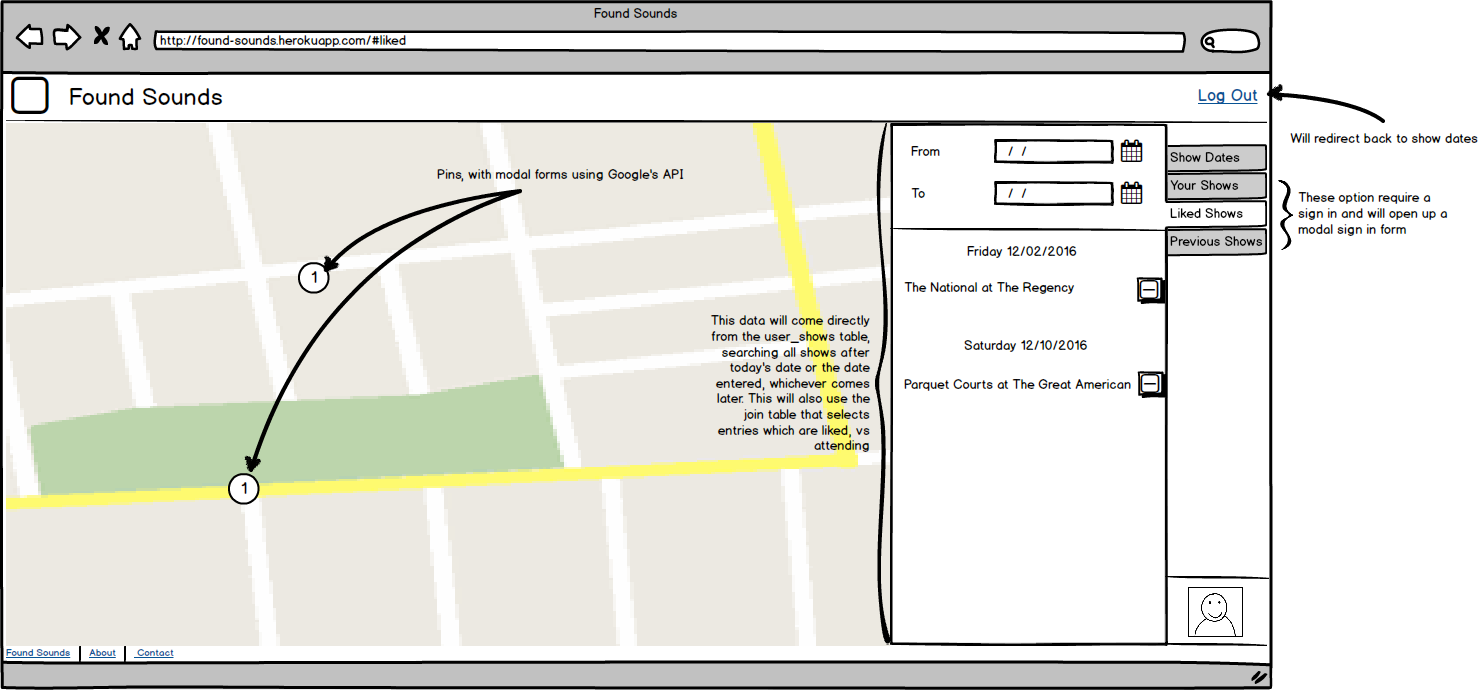 Found Sounds
http://found-sounds.herokuapp.com/#liked
Found Sounds
Log Out
Will redirect back to show dates
Pins, with modal forms using Google's API
1
1
This data will come directly
from the user_shows table,
searching all shows after
today's date or the date
entered, whichever comes
later. This will also use the
join table that selects
entries which are liked, vs
attending
From
/ /
To
/ /
Friday 12/02/2016
The National at The Regency
Saturday 12/10/2016
Parquet Courts at The Great American
Show Dates
Your Shows
Liked Shows
Previous Shows
These option require a
sign in and will open up a
modal sign in form
Found Sounds
About
Contact